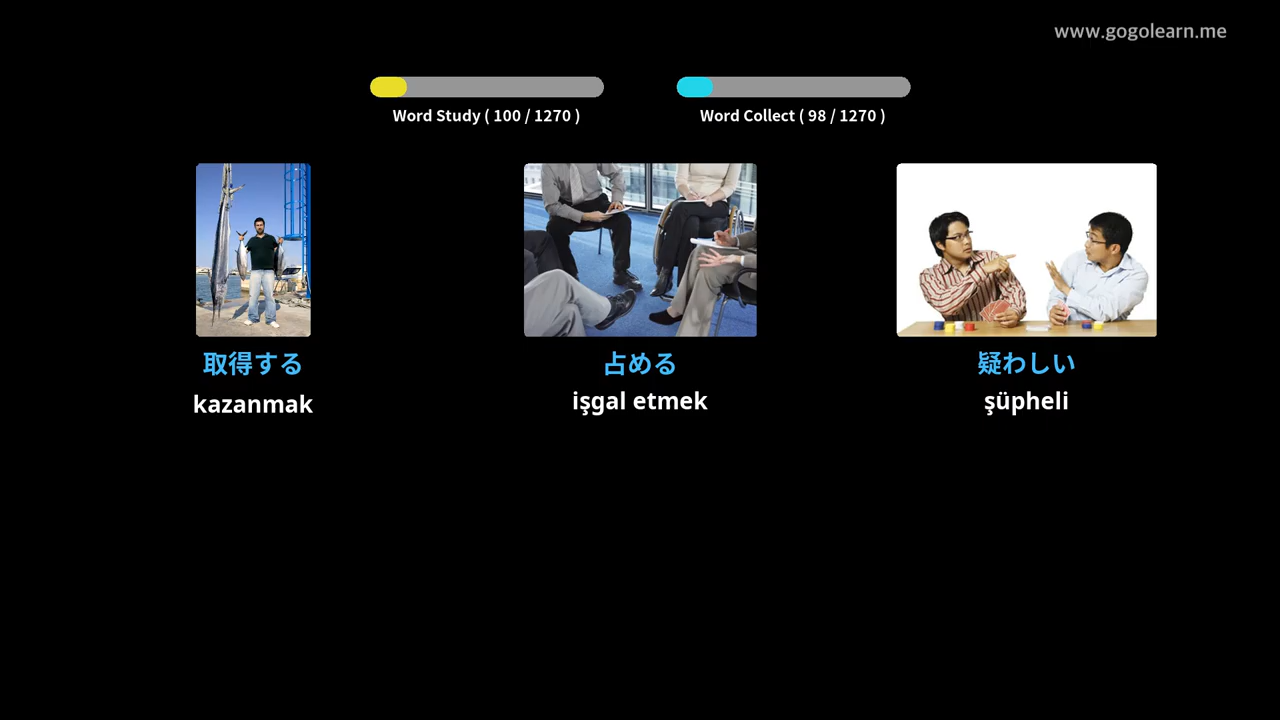 www.gogolearn.me
Word Study ( 100 / 1270 )
Word Collect ( 98 / 1270 )
取得する
占める
疑わしい
kazanmak
işgal etmek
şüpheli